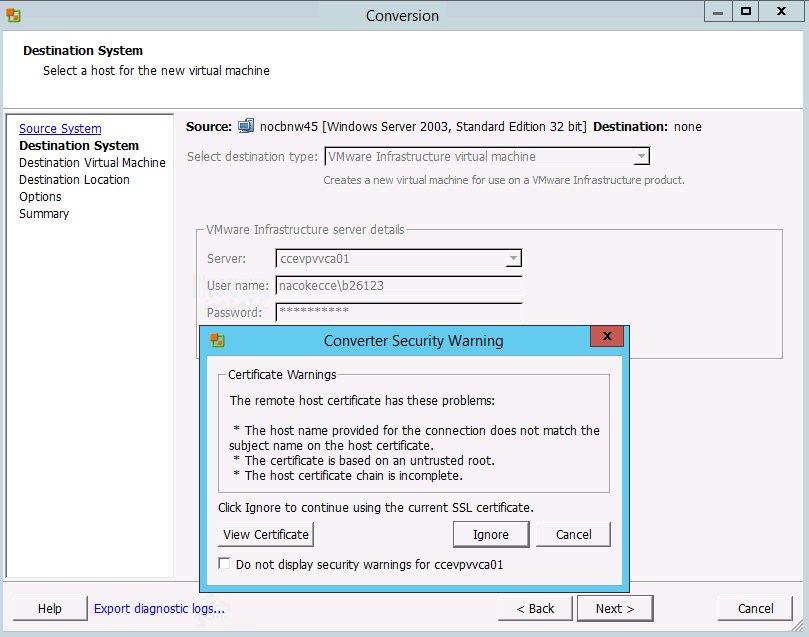 Conversion
Destination System
Select a host for the new virtual machine
Source System
Destination System
Destination Virtual Machine
Destination Location
Options
Summary
Source: nocbnw45 [Windows Server 2003, Standard Edition 32 bit] Destination: none
Select destination type: VMware Infrastructure virtual machine
Creates a new virtual machine for use on a VMware Infrastructure product.
VMware Infrastructure server details
Server: ccevpvvca01
User name: nacokecce\b26123
Password: **********
Converter Security Warning
Certificate Warnings
The remote host certificate has these problems:
* The host name provided for the connection does not match the
subject name on the host certificate.
* The certificate is based on an untrusted root.
* The host certificate chain is incomplete.
Click Ignore to continue using the current SSL certificate.
View Certificate Ignore Cancel
Do not display security warnings for ccevpvvca01
Help Export diagnostic logs... < Back Next > Cancel